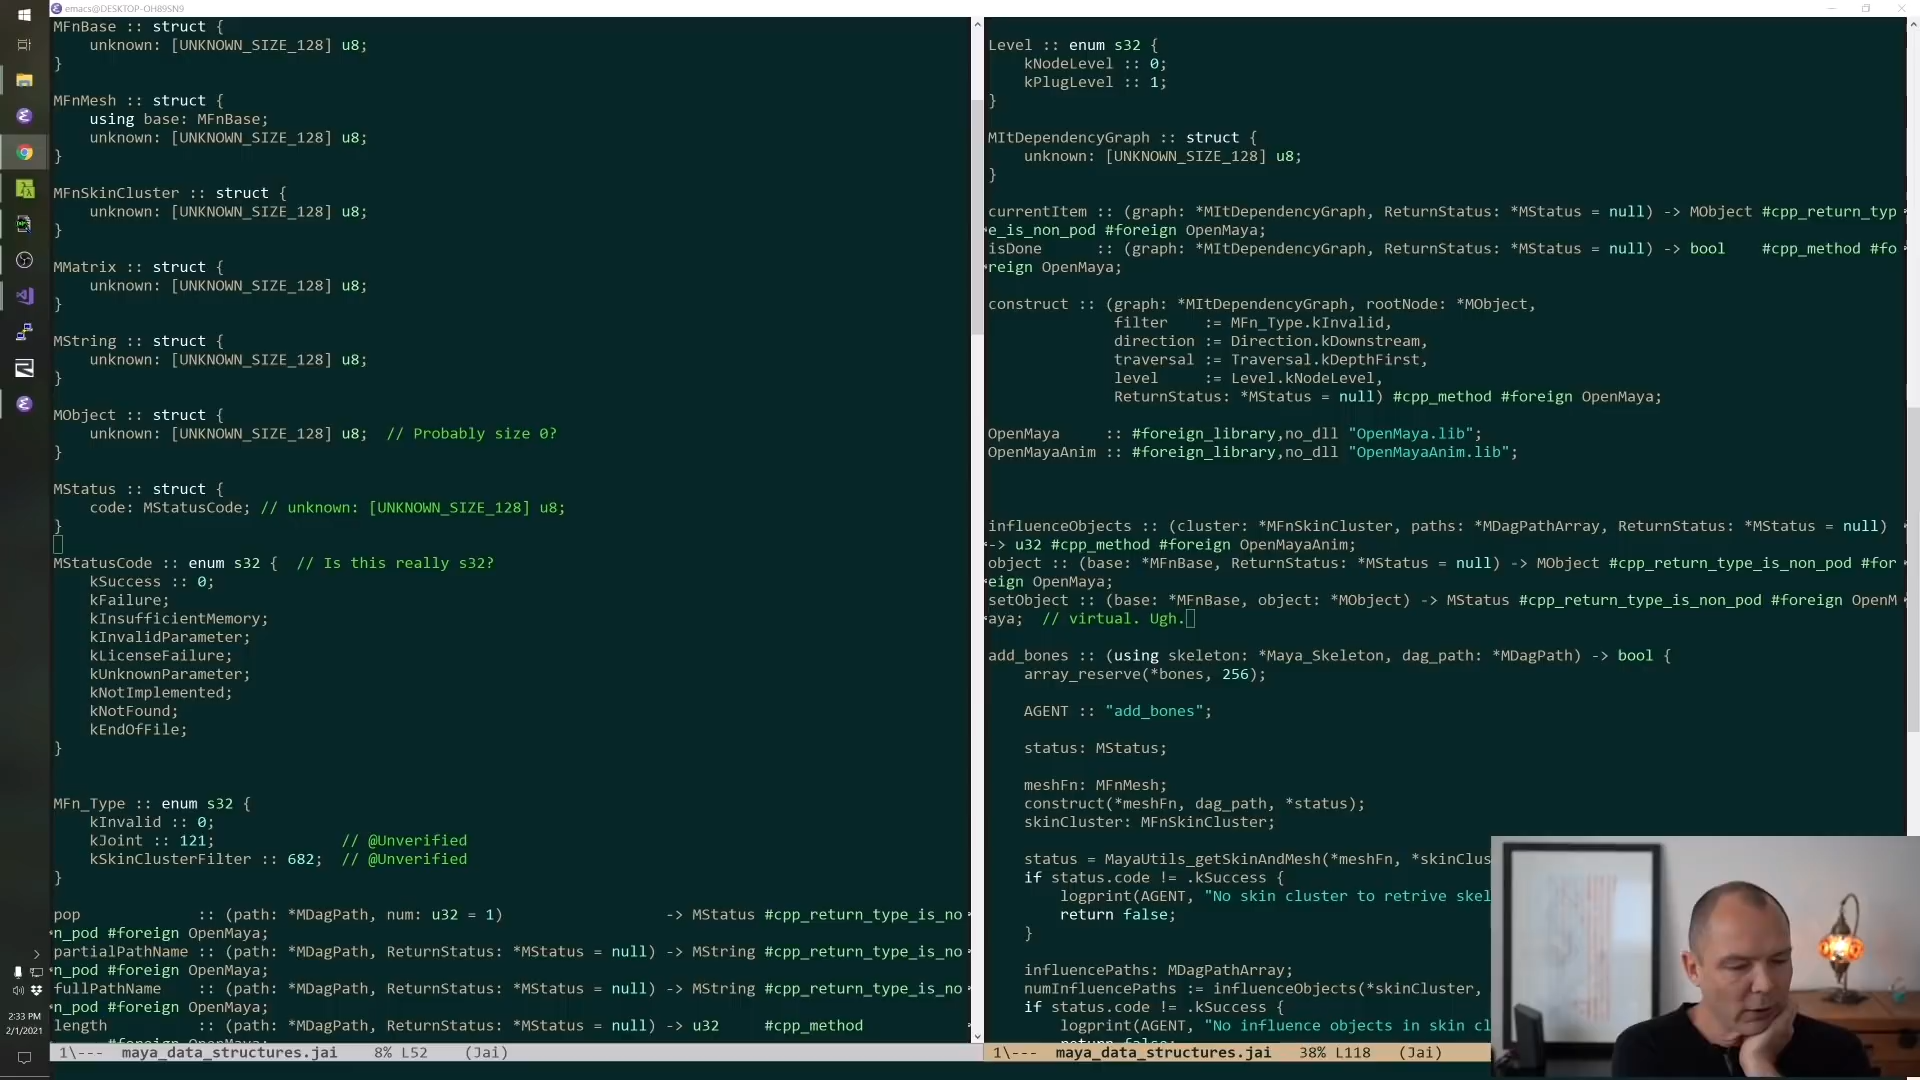 emacs@DESKTOP-OH89SN9
MFnBase :: struct {
    unknown: [UNKNOWN_SIZE_128] u8;
}
MFnMesh :: struct {
    using base: MFnBase;
    unknown: [UNKNOWN_SIZE_128] u8;
}
MFnSkinCluster :: struct {
    unknown: [UNKNOWN_SIZE_128] u8;
}
MMatrix :: struct {
    unknown: [UNKNOWN_SIZE_128] u8;
}
MString :: struct {
    unknown: [UNKNOWN_SIZE_128] u8;
}
MObject :: struct {
    unknown: [UNKNOWN_SIZE_128] u8;  // Probably size 0?
}
MStatus :: struct {
    code: MStatusCode; // unknown: [UNKNOWN_SIZE_128] u8;
}
MStatusCode :: enum s32 {  // Is this really s32?
    kSuccess :: 0;
    kFailure;
    kInsufficientMemory;
    kInvalidParameter;
    kLicenseFailure;
    kUnknownParameter;
    kNotImplemented;
    kNotFound;
    kEndOfFile;
}
MFn_Type :: enum s32 {
    kInvalid :: 0;
    kJoint :: 121;              // @Unverified
    kSkinClusterFilter :: 682;  // @Unverified
}
pop             :: (path: *MDagPath, num: u32 = 1)                  -> MStatus #cpp_return_type_is_no
n_pod #foreign OpenMaya;
partialPathName :: (path: *MDagPath, ReturnStatus: *MStatus = null) -> MString #cpp_return_type_is_no
n_pod #foreign OpenMaya;
fullPathName    :: (path: *MDagPath, ReturnStatus: *MStatus = null) -> MString #cpp_return_type_is_no
n_pod #foreign OpenMaya;
length          :: (path: *MDagPath, ReturnStatus: *MStatus = null) -> u32     #cpp_method
1\---  maya_data_structures.jai    8% L52    (Jai)
Level :: enum s32 {
    kNodeLevel :: 0;
    kPlugLevel :: 1;
}
MItDependencyGraph :: struct {
    unknown: [UNKNOWN_SIZE_128] u8;
}
currentItem :: (graph: *MItDependencyGraph, ReturnStatus: *MStatus = null) -> MObject #cpp_return_typ
e_is_non_pod #foreign OpenMaya;
isDone      :: (graph: *MItDependencyGraph, ReturnStatus: *MStatus = null) -> bool    #cpp_method #fo
reign OpenMaya;
construct :: (graph: *MItDependencyGraph, rootNode: *MObject,
              filter    := MFn_Type.kInvalid,
              direction := Direction.kDownstream,
              traversal := Traversal.kDepthFirst,
              level     := Level.kNodeLevel,
              ReturnStatus: *MStatus = null) #cpp_method #foreign OpenMaya;
OpenMaya     :: #foreign_library,no_dll "OpenMaya.lib";
OpenMayaAnim :: #foreign_library,no_dll "OpenMayaAnim.lib";
influenceObjects :: (cluster: *MFnSkinCluster, paths: *MDagPathArray, ReturnStatus: *MStatus = null)
-> u32 #cpp_method #foreign OpenMayaAnim;
object :: (base: *MFnBase, ReturnStatus: *MStatus = null) -> MObject #cpp_return_type_is_non_pod #for
eign OpenMaya;
setObject :: (base: *MFnBase, object: *MObject) -> MStatus #cpp_return_type_is_non_pod #foreign OpenM
aya;  // virtual. Ugh.
add_bones :: (using skeleton: *Maya_Skeleton, dag_path: *MDagPath) -> bool {
    array_reserve(*bones, 256);
    AGENT :: "add_bones";
    status: MStatus;
    meshFn: MFnMesh;
    construct(*meshFn, dag_path, *status);
    skinCluster: MFnSkinCluster;
    status = MayaUtils_getSkinAndMesh(*meshFn, *skinClus
    if status.code != .kSuccess {
        logprint(AGENT, "No skin cluster to retrive skel
        return false;
    }
    influencePaths: MDagPathArray;
    numInfluencePaths := influenceObjects(*skinCluster,
    if status.code != .kSuccess {
        logprint(AGENT, "No influence objects in skin cl
1\---  maya_data_structures.jai   38% L118   (Jai)
2:33 PM
2/1/2021